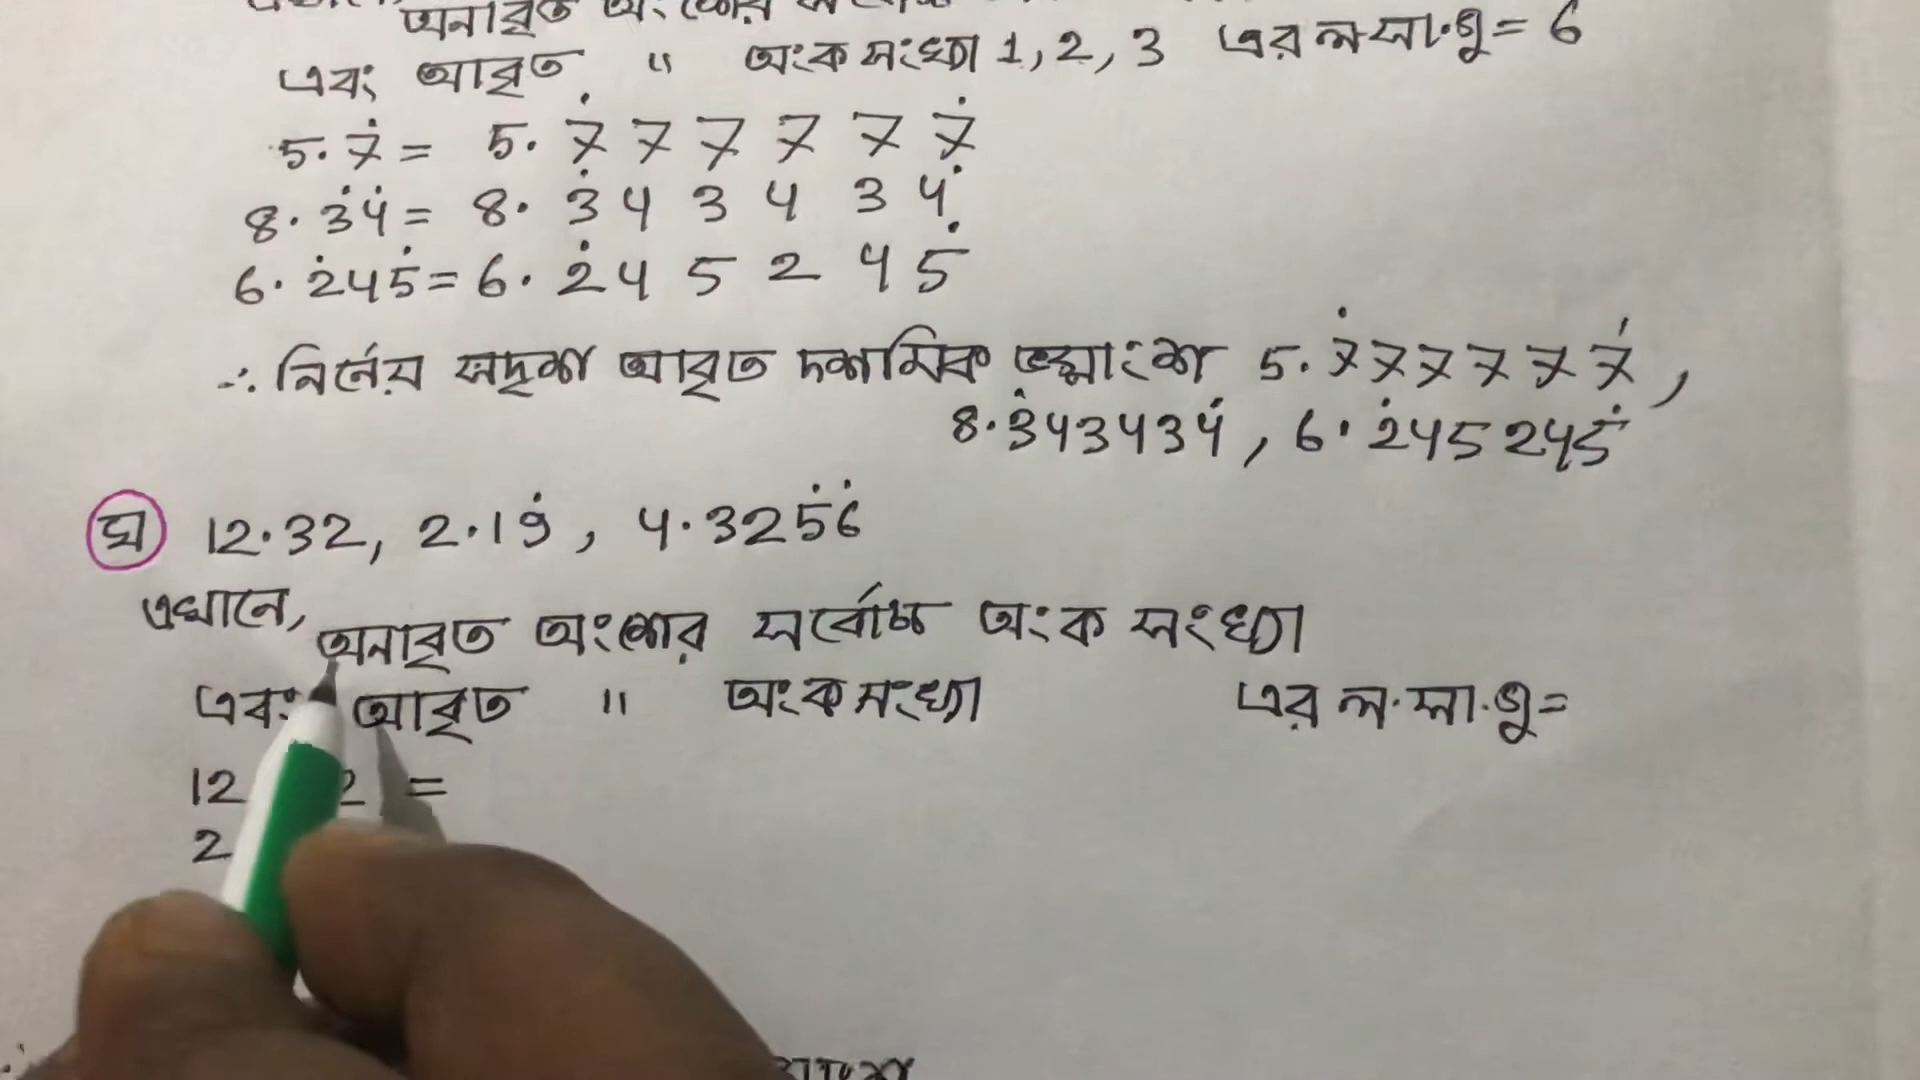 অনাবৃত অংশের
এবং আবৃত " অংক সংখ্যা 1, 2, 3 এর ল.সা.গু = 6
5.7̇ = 5.7̇77777̇
8.3̇4̇ = 8.3̇43434̇
6.2̇45̇ = 6.2̇45245̇
∴ নির্নেয় সদৃশ আবৃত দশমিক ভগ্নাংশ 5.7̇77777̇,
8.3̇43434̇, 6.2̇45245̇
ঘ 12.32, 2.19̇, 4.325̇6̇
এখানে,
অনাবৃত অংশের সর্বোচ্চ অংক সংখ্যা
এবং আবৃত " অংক সংখ্যা এর ল.সা.গু =
12 2 =
2